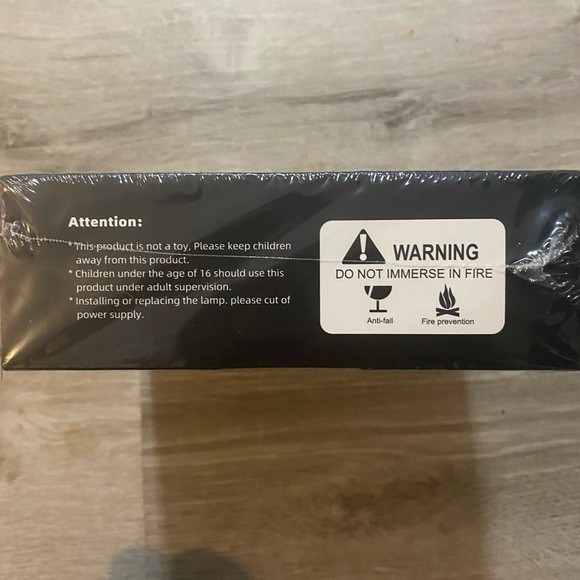 Attention:
* This product is not a toy, Please keep children
away from this product.
* Children under the age of 16 should use this
product under adult supervision.
* Installing or replacing the lamp. please cut of
power supply.
WARNING
DO NOT IMMERSE IN FIRE
Anti-fall
Fire prevention